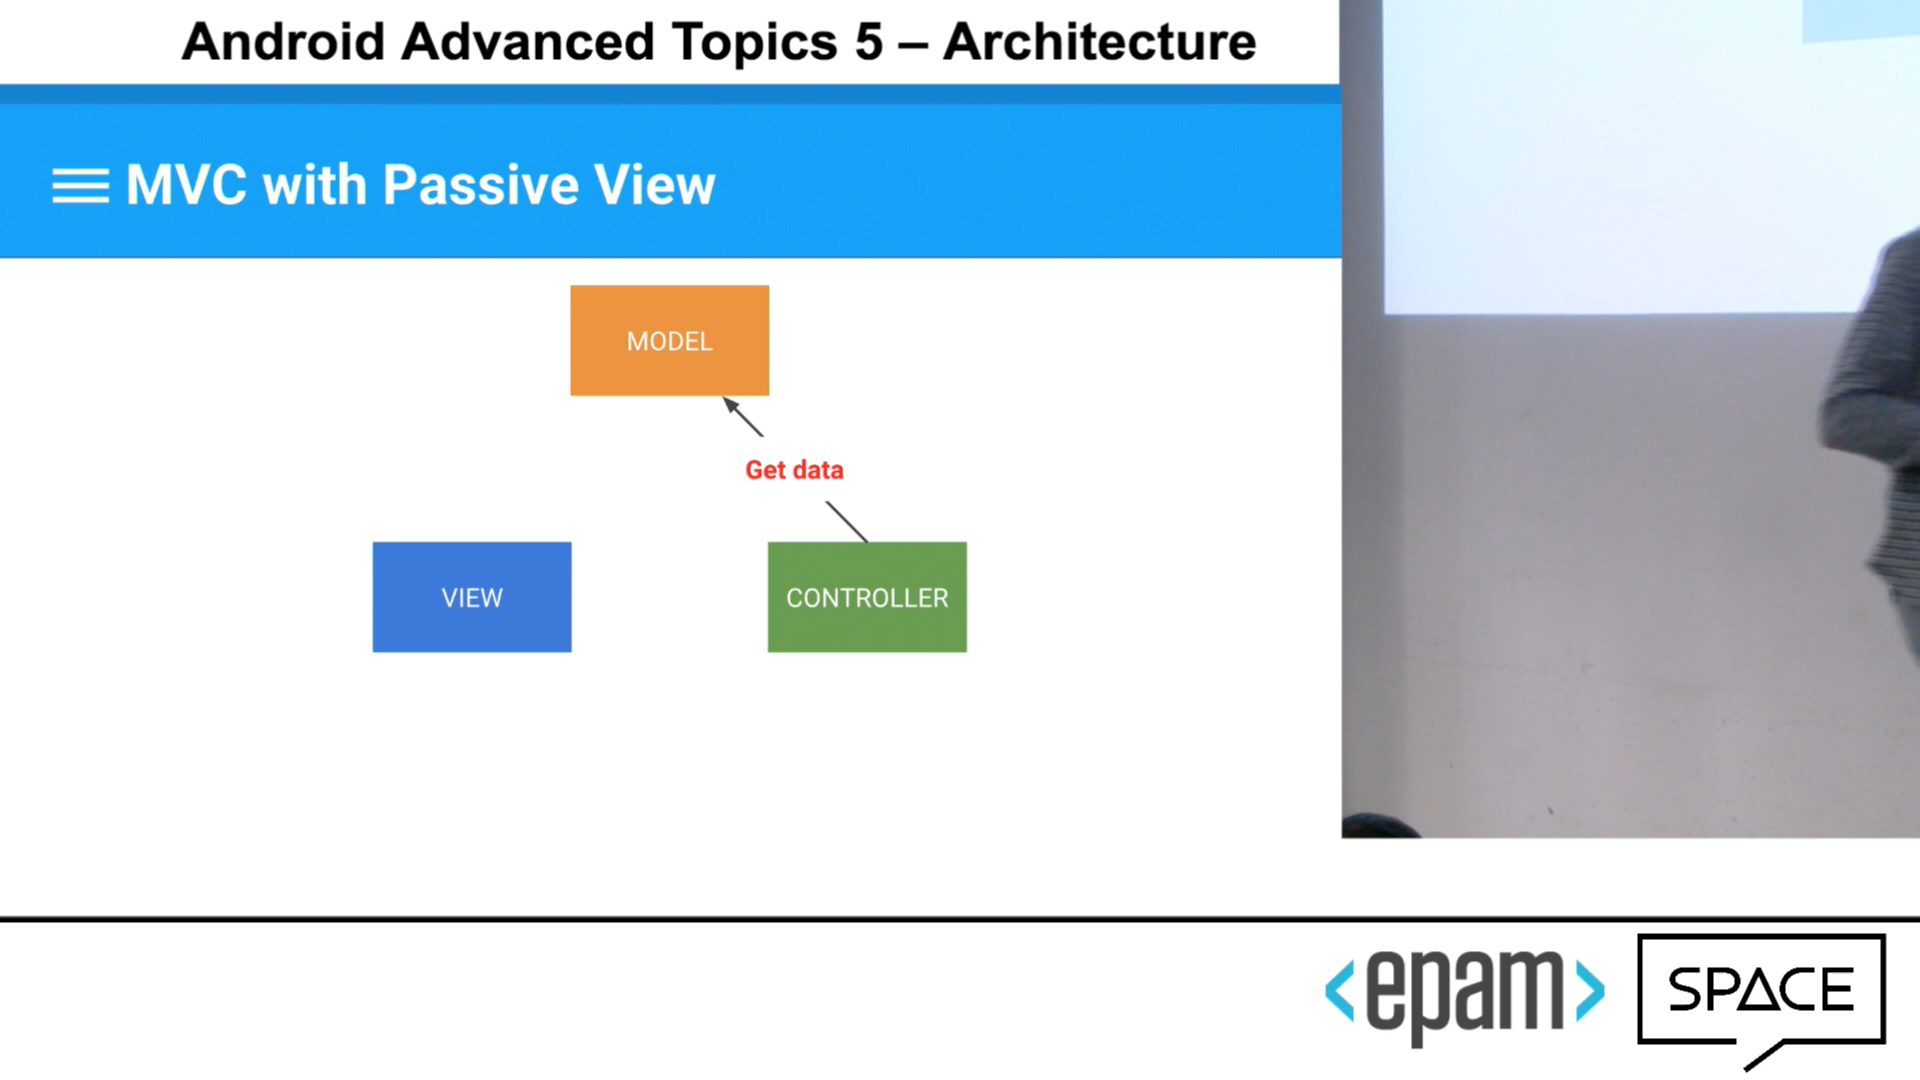 Android Advanced Topics 5 – Architecture
MVC with Passive View
MODEL
Get data
VIEW
CONTROLLER
<epam>
SPACE